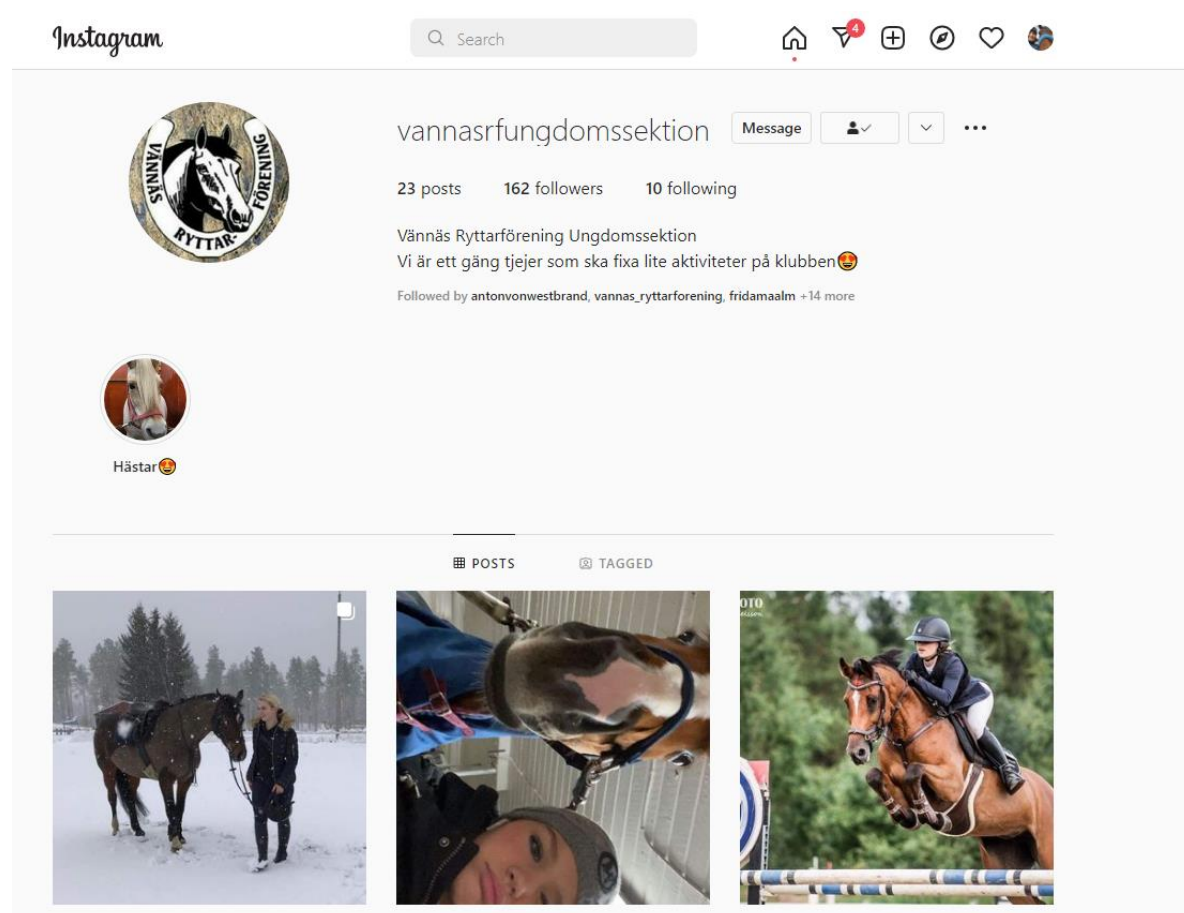 Instagram
Search
4
vannasrfungdomssektion
Message
23 posts 162 followers 10 following
Vännäs Ryttarförening Ungdomssektion
Vi är ett gäng tjejer som ska fixa lite aktiviteter på klubben😍
Followed by antonvonwestbrand, vannas_ryttarforening, fridamaalm +14 more
VÄNNÄS
RYTTAR-
FÖRENING
Hästar😍
POSTS
TAGGED